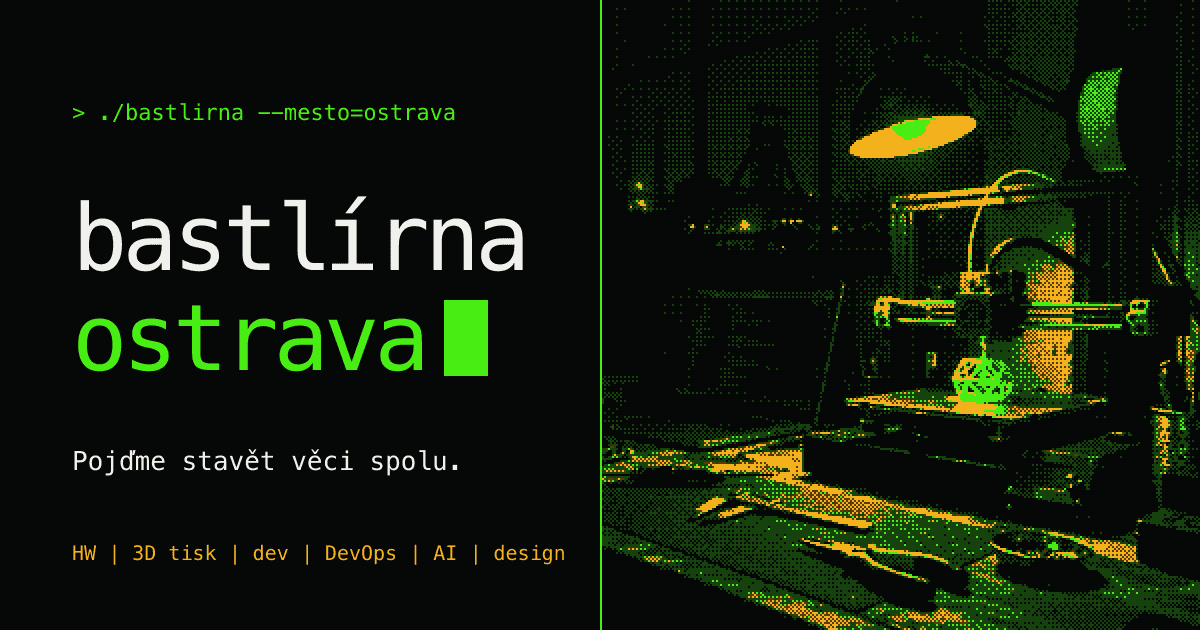 > ./bastlirna --mesto=ostrava
bastlírna
ostrava
Pojďme stavět věci spolu.
HW | 3D tisk | dev | DevOps | AI | design